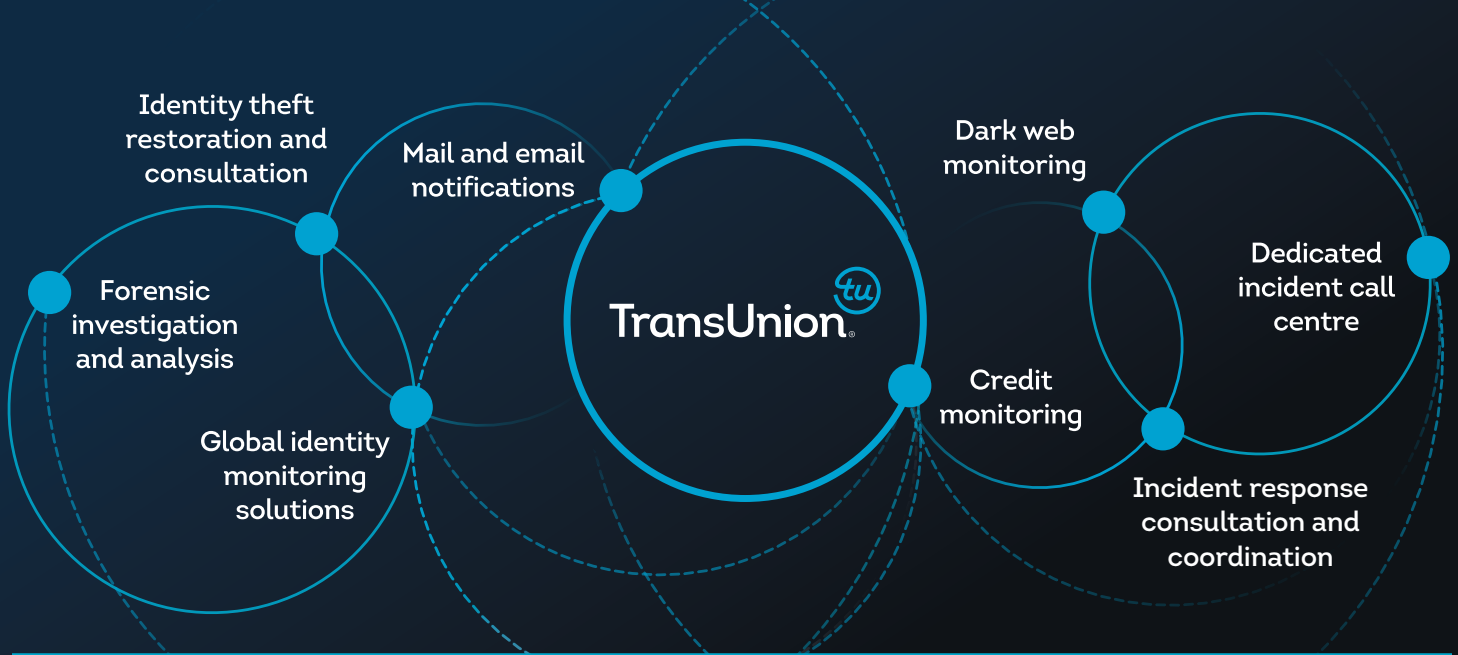 Identity theft
restoration and
consultation
Mail and email
notifications
Forensic
investigation
and analysis
Global identity
monitoring
solutions
tu
TransUnion®
Dark web
monitoring
Dedicated
incident call
centre
Credit
monitoring
Incident response
consultation and
coordination